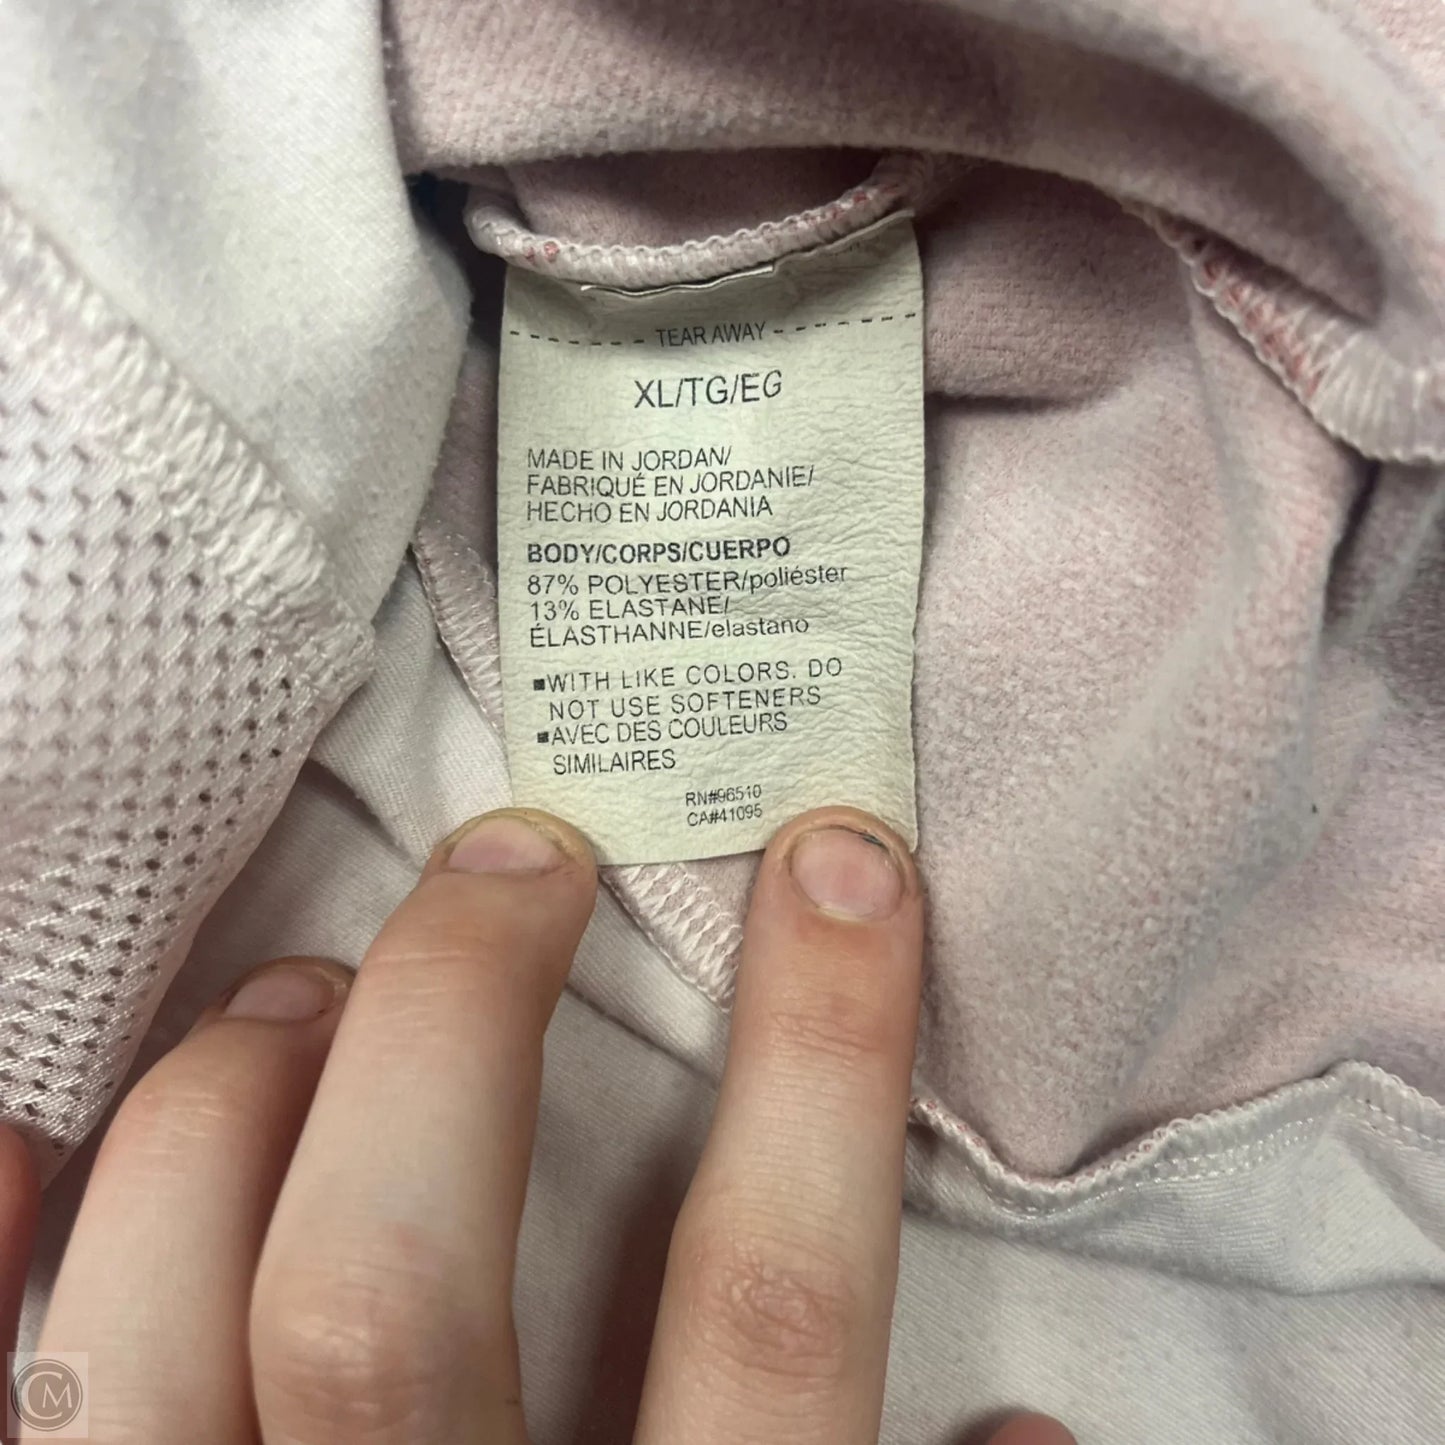 TEAR AWAY
XL/TG/EG
MADE IN JORDAN/
FABRIQUÉ EN JORDANIE/
HECHO EN JORDANIA
BODY/CORPS/CUERPO
87% POLYESTER/poliéster
13% ELASTANE/
ÉLASTHANNE/elastano
■WITH LIKE COLORS. DO
NOT USE SOFTENERS
■AVEC DES COULEURS
SIMILAIRES
RN#96510
CA#41095
CM